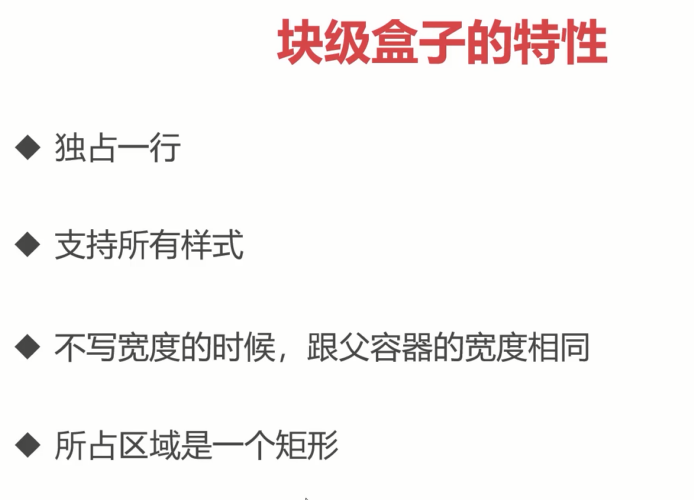 块级盒子的特性
◆ 独占一行
◆ 支持所有样式
◆ 不写宽度的时候，跟父容器的宽度相同
◆ 所占区域是一个矩形